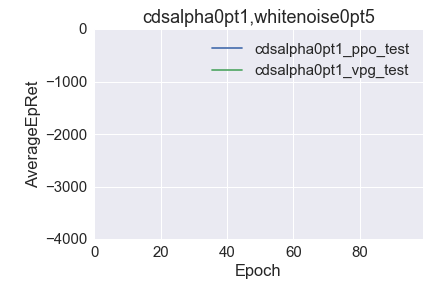 cdsalpha0pt1,whitenoise0pt5
cdsalpha0pt1_ppo_test
cdsalpha0pt1_vpg_test
AverageEpRet
0
−1000
−2000
−3000
−4000
0 20 40 60 80
Epoch